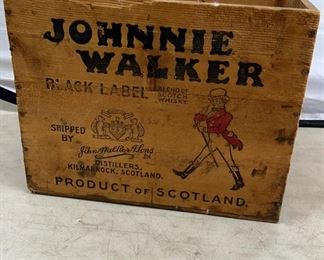 JOHNNIE
WALKER
BLACK LABEL
BLEND OF
SCOTCH
WHISKY.
SHIPPED
BY
John Walker & Sons
Ltd
DISTILLERS,
KILMARNOCK, SCOTLAND.
PRODUCT OF SCOTLAND.